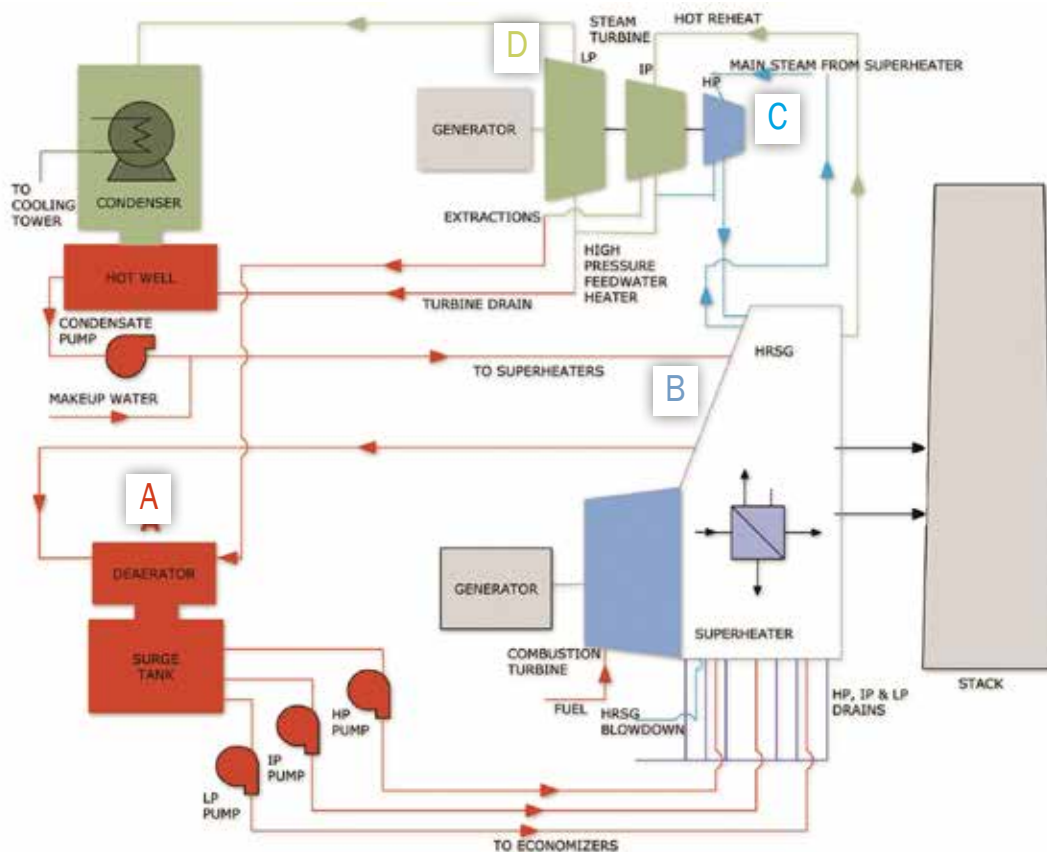 STEAM
TURBINE
HOT REHEAT
D
LP
IP
HP
MAIN STEAM FROM SUPERHEATER
C
GENERATOR
TO
COOLING
TOWER
CONDENSER
EXTRACTIONS
HOT WELL
HIGH
PRESSURE
FEEDWATER
HEATER
TURBINE DRAIN
CONDENSATE
PUMP
TO SUPERHEATERS
HRSG
MAKEUP WATER
B
A
DEAERATOR
GENERATOR
SURGE
TANK
SUPERHEATER
COMBUSTION
TURBINE
FUEL
HRSG
BLOWDOWN
HP, IP & LP
DRAINS
STACK
HP
PUMP
IP
PUMP
LP
PUMP
TO ECONOMIZERS